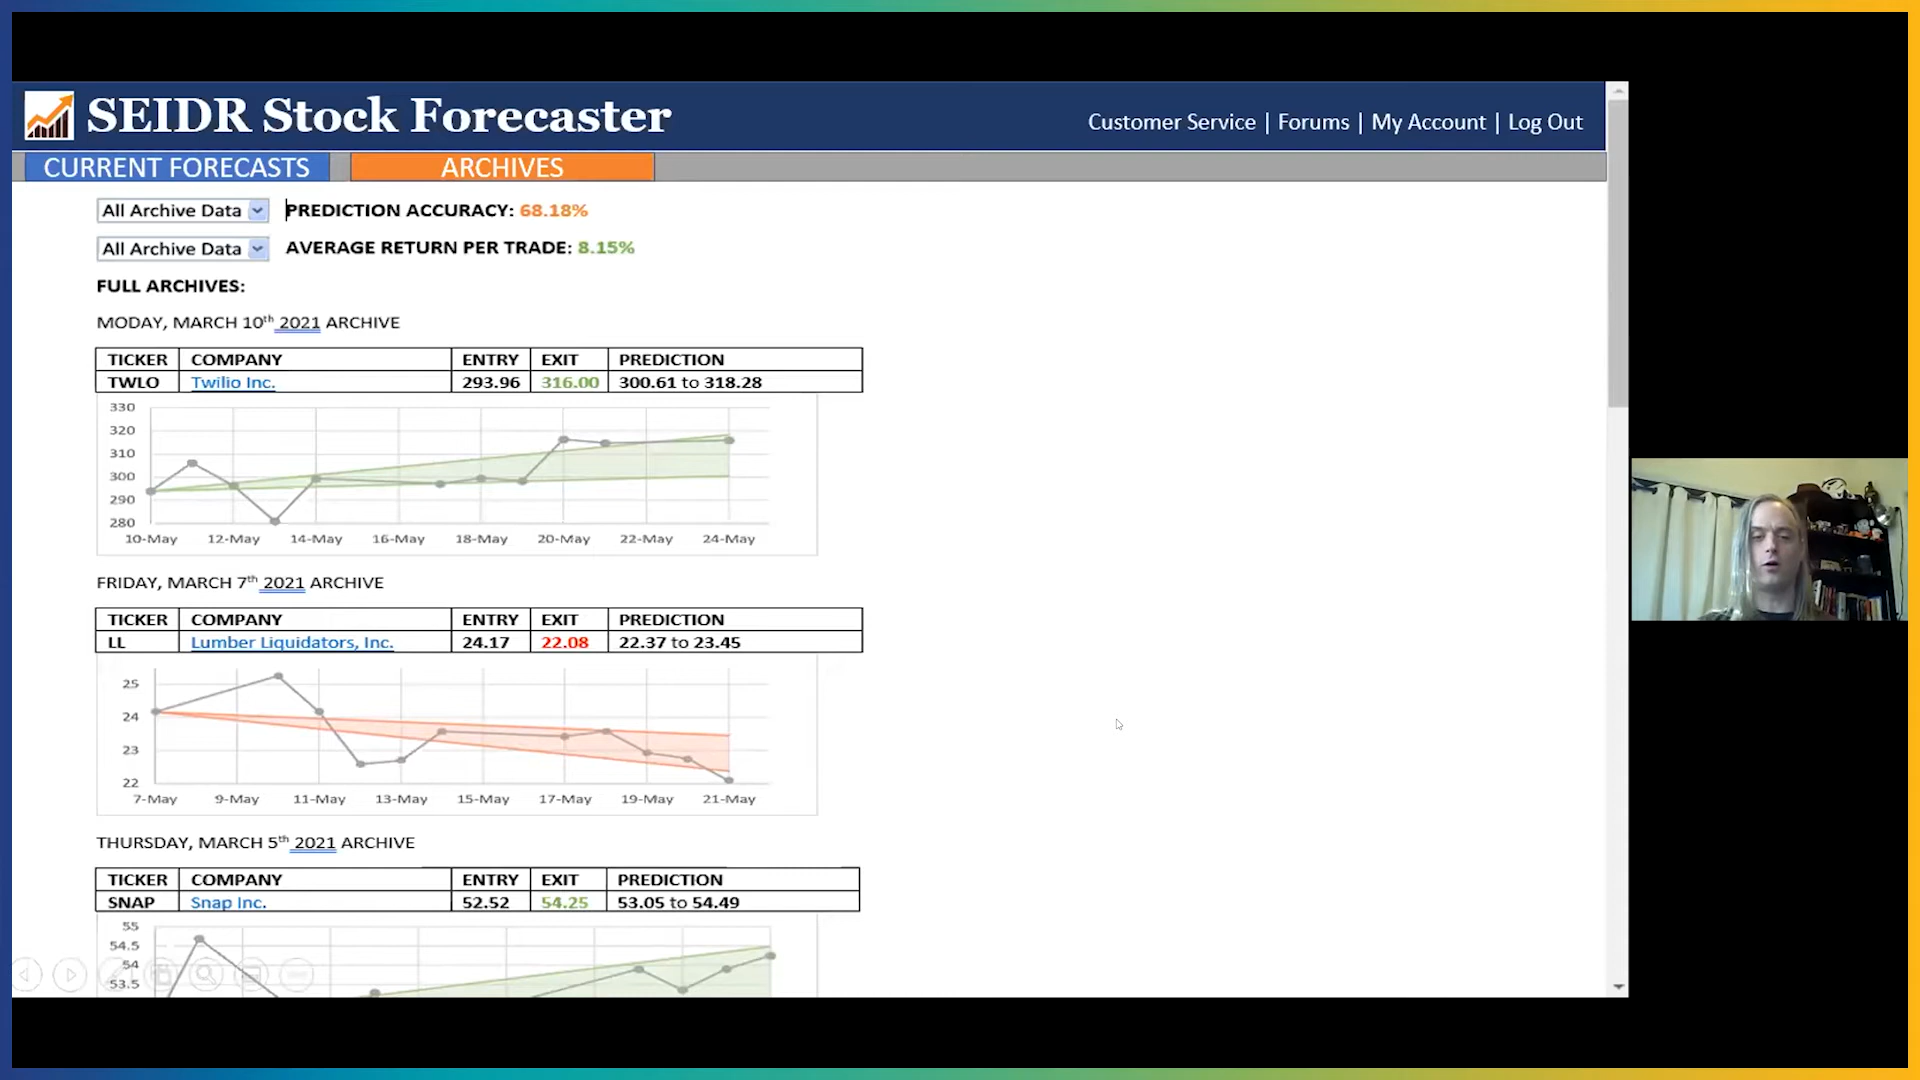 SEIDR Stock Forecaster
Customer Service | Forums | My Account | Log Out
CURRENT FORECASTS ARCHIVES
All Archive Data PREDICTION ACCURACY: 68.18%
All Archive Data AVERAGE RETURN PER TRADE: 8.15%
FULL ARCHIVES:
MODAY, MARCH 10th 2021 ARCHIVE
TICKER COMPANY ENTRY EXIT PREDICTION
TWLO Twilio Inc. 293.96 316.00 300.61 to 318.28
330
320
310
300
290
280
10-May 12-May 14-May 16-May 18-May 20-May 22-May 24-May
FRIDAY, MARCH 7th 2021 ARCHIVE
TICKER COMPANY ENTRY EXIT PREDICTION
LL Lumber Liquidators, Inc. 24.17 22.08 22.37 to 23.45
25
24
23
22
7-May 9-May 11-May 13-May 15-May 17-May 19-May 21-May
THURSDAY, MARCH 5th 2021 ARCHIVE
TICKER COMPANY ENTRY EXIT PREDICTION
SNAP Snap Inc. 52.52 54.25 53.05 to 54.49
55
54.5
54
53.5